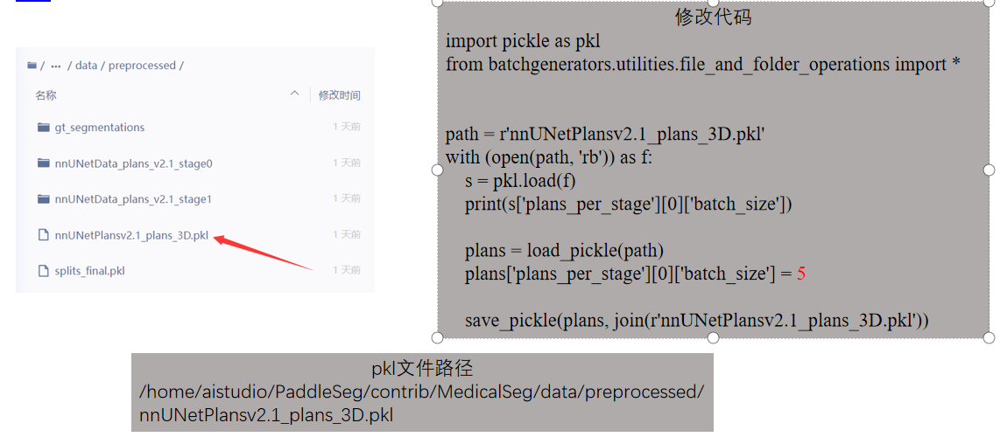 / ... / data / preprocessed /
名称 修改时间
gt_segmentations 1 天前
nnUNetData_plans_v2.1_stage0 1 天前
nnUNetData_plans_v2.1_stage1 1 天前
nnUNetPlansv2.1_plans_3D.pkl 1 天前
splits_final.pkl 1 天前
修改代码
import pickle as pkl
from batchgenerators.utilities.file_and_folder_operations import *
path = r'nnUNetPlansv2.1_plans_3D.pkl'
with (open(path, 'rb')) as f:
s = pkl.load(f)
print(s['plans_per_stage'][0]['batch_size'])
plans = load_pickle(path)
plans['plans_per_stage'][0]['batch_size'] = 5
save_pickle(plans, join(r'nnUNetPlansv2.1_plans_3D.pkl'))
pkl文件路径
/home/aistudio/PaddleSeg/contrib/MedicalSeg/data/preprocessed/
nnUNetPlansv2.1_plans_3D.pkl